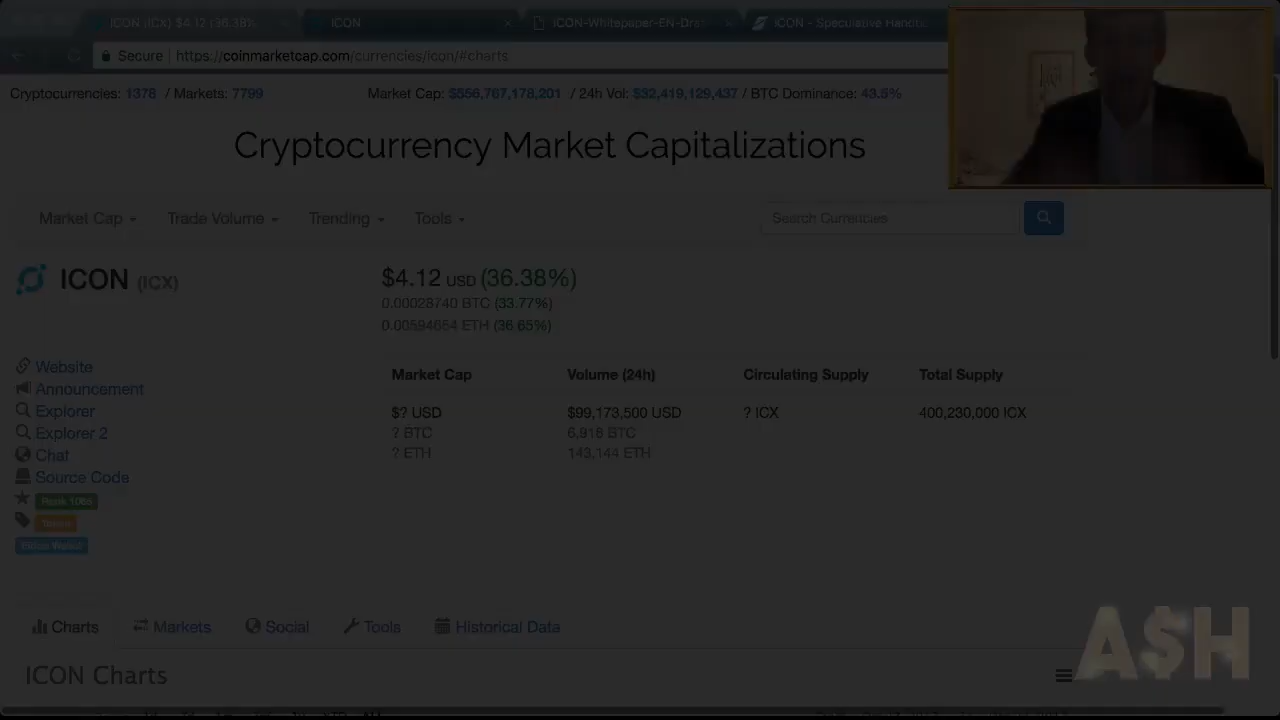 ICON (ICX) $4.12 (36.38%)
ICON
ICON-Whitepaper-EN-Draft
ICON - Speculative Handbo
Secure | https://coinmarketcap.com/currencies/icon/#charts
Cryptocurrencies: 1378 / Markets: 7799
Market Cap: $556,787,178,201 / 24h Vol: $32,419,129,437 / BTC Dominance: 43.5%
Cryptocurrency Market Capitalizations
Market Cap Trade Volume Trending Tools
Search Currencies
ICON (ICX)
$4.12 USD (36.38%)
0.00028740 BTC (33.77%)
0.00594664 ETH (36.65%)
Website
Announcement
Explorer
Explorer 2
Chat
Source Code
Market Cap Volume (24h) Circulating Supply Total Supply
$? USD $99,173,500 USD ? ICX 400,230,000 ICX
? BTC 6,918 BTC
? ETH 143,144 ETH
Charts Markets Social Tools Historical Data
ICON Charts
A$H